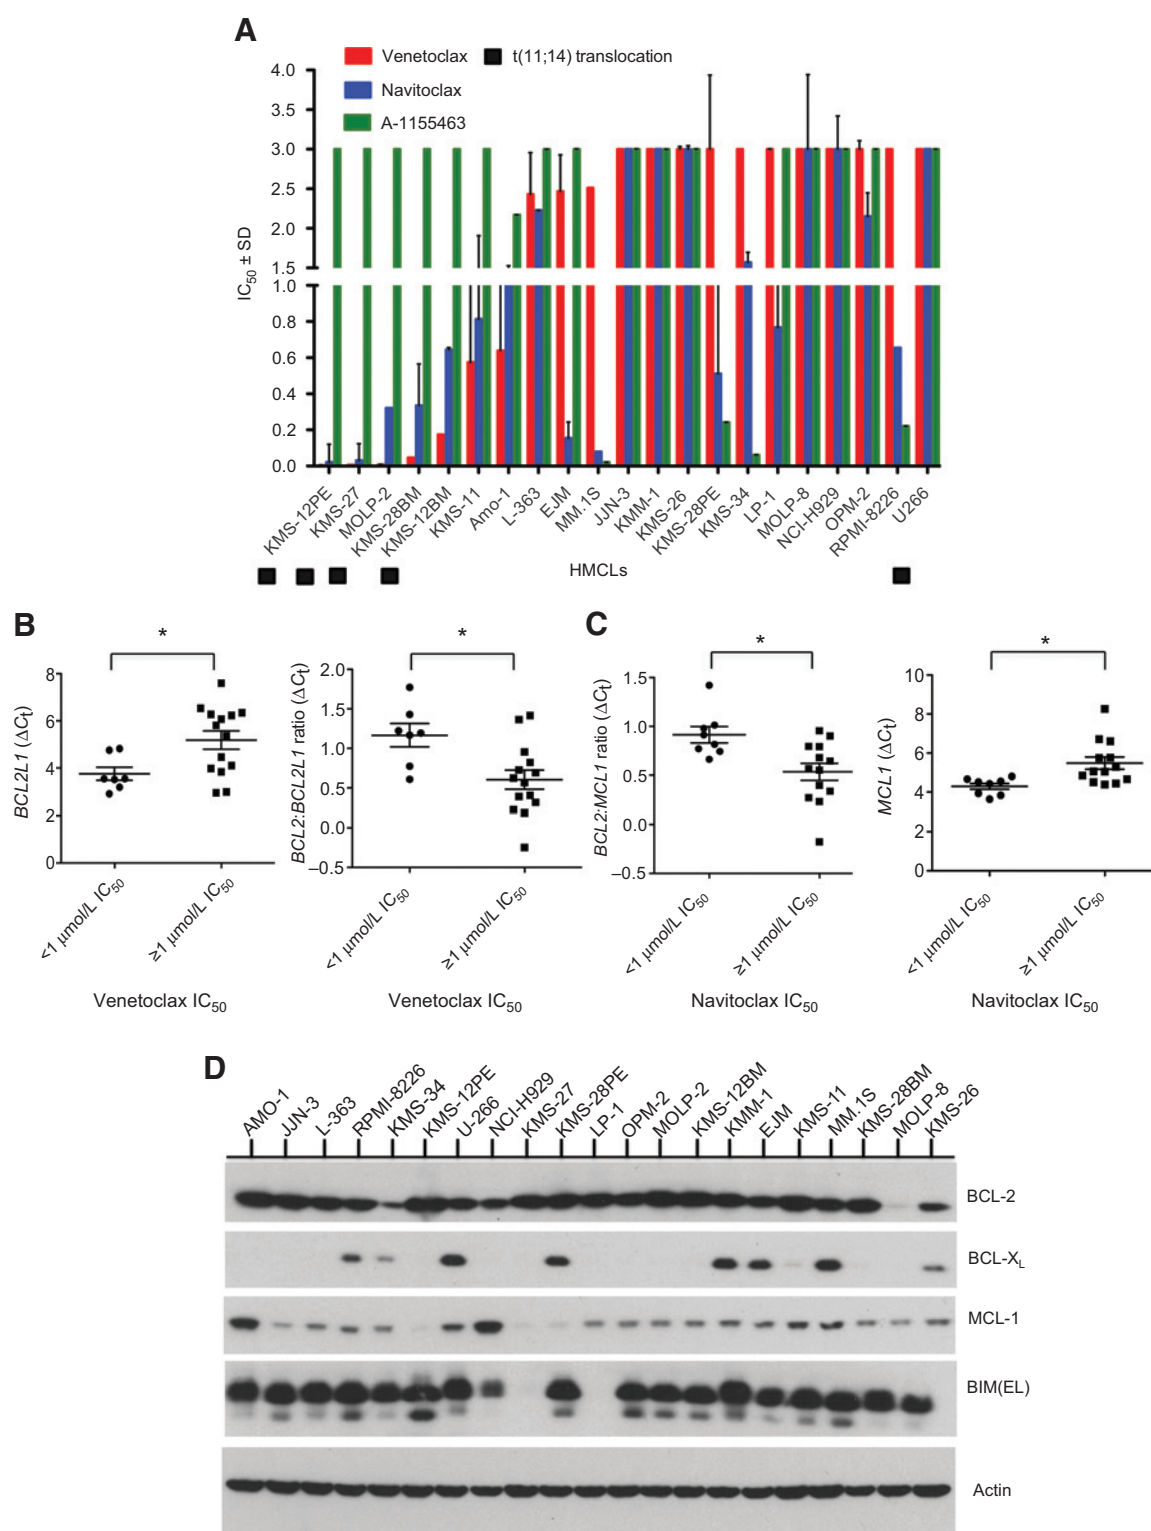 A
Venetoclax
t(11;14) translocation
Navitoclax
A-1155463
IC50 ± SD
4.0
3.5
3.0
2.5
2.0
1.5
1.0
0.8
0.6
0.4
0.2
0.0
KMS-12PE
KMS-27
MOLP-2
KMS-28BM
KMS-12BM
KMS-11
Amo-1
L-363
EJM
MM.1S
JJN-3
KMM-1
KMS-26
KMS-28PE
KMS-34
LP-1
MOLP-8
NCI-H929
OPM-2
RPMI-8226
U266
HMCLs
B
BCL2L1 (ΔCt)
8
6
4
2
0
*
<1 μmol/L IC50
≥1 μmol/L IC50
Venetoclax IC50
BCL2:BCL2L1 ratio (ΔCt)
2.0
1.5
1.0
0.5
0.0
–0.5
*
<1 μmol/L IC50
≥1 μmol/L IC50
Venetoclax IC50
C
BCL2:MCL1 ratio (ΔCt)
1.5
1.0
0.5
0.0
–0.5
*
<1 μmol/L IC50
≥1 μmol/L IC50
Navitoclax IC50
MCL1 (ΔCt)
10
8
6
4
2
0
*
<1 μmol/L IC50
≥1 μmol/L IC50
Navitoclax IC50
D
AMO-1
JJN-3
L-363
RPMI-8226
KMS-34
KMS-12PE
U-266
NCI-H929
KMS-27
KMS-28PE
LP-1
OPM-2
MOLP-2
KMS-12BM
KMM-1
EJM
KMS-11
MM.1S
KMS-28BM
MOLP-8
KMS-26
BCL-2
BCL-XL
MCL-1
BIM(EL)
Actin